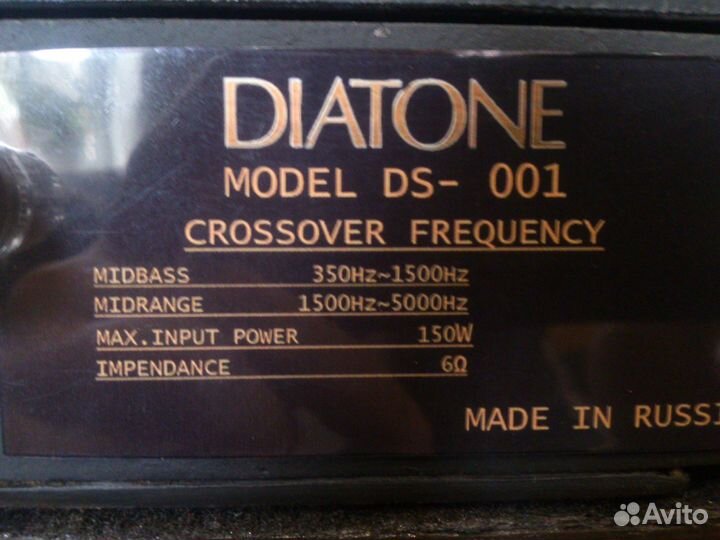 DIATONE
MODEL DS- 001
CROSSOVER FREQUENCY
MIDBASS 350Hz~1500Hz
MIDRANGE 1500Hz~5000Hz
MAX.INPUT POWER 150W
IMPENDANCE 6Ω
MADE IN RUSSI
Avito